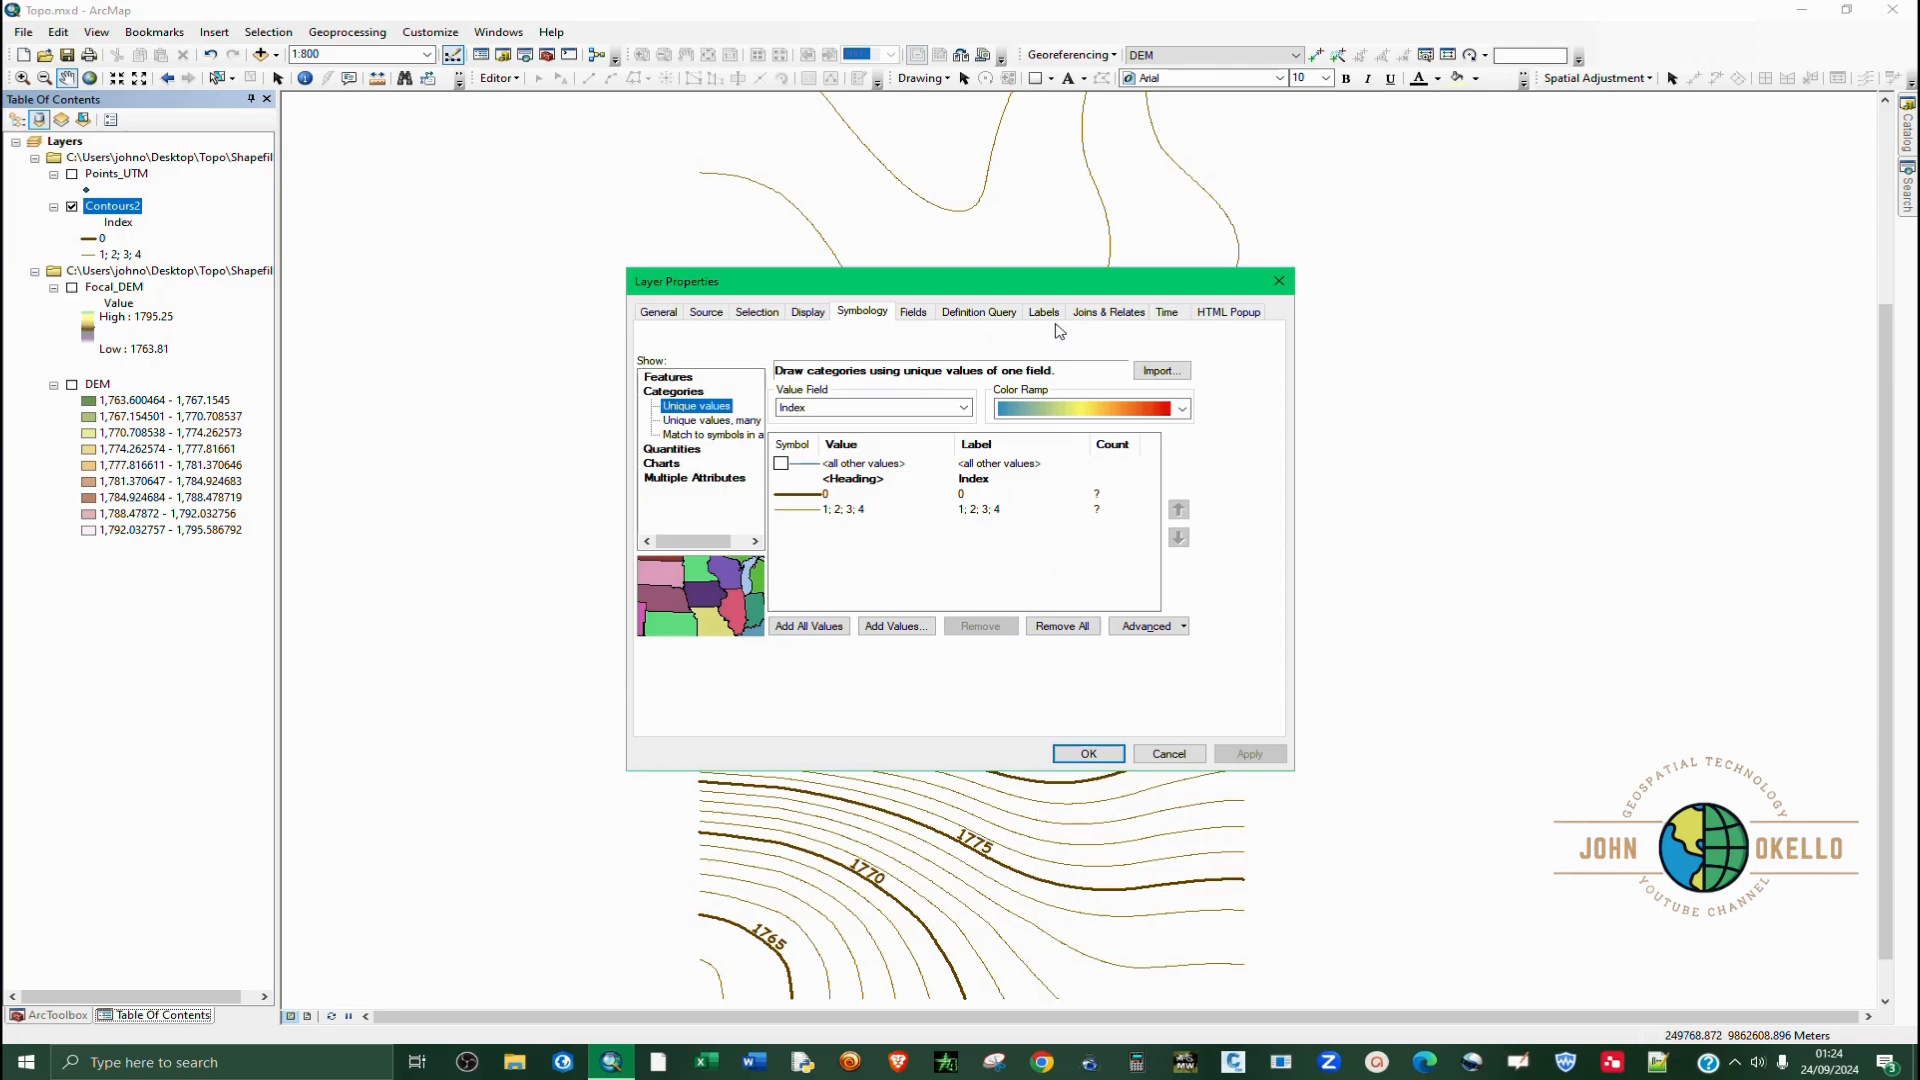 Topo.mxd - ArcMap
File Edit View Bookmarks Insert Selection Geoprocessing Customize Windows Help
1:800 Georeferencing DEM
Editor Drawing Arial 10 B I U A Spatial Adjustment
Table Of Contents
Layers
C:\Users\johno\Desktop\Topo\Shapefil
Points_UTM
Contours2
Index
0
1; 2; 3; 4
C:\Users\johno\Desktop\Topo\Shapefil
Focal_DEM
Value
High : 1795.25
Low : 1763.81
DEM
1,763.600464 - 1,767.1545
1,767.154501 - 1,770.708537
1,770.708538 - 1,774.262573
1,774.262574 - 1,777.81661
1,777.816611 - 1,781.370646
1,781.370647 - 1,784.924683
1,784.924684 - 1,788.478719
1,788.47872 - 1,792.032756
1,792.032757 - 1,795.586792
ArcToolbox Table Of Contents
Catalog
Search
Layer Properties
General Source Selection Display Symbology Fields Definition Query Labels Joins & Relates Time HTML Popup
Show:
Features
Categories
Unique values
Unique values, many
Match to symbols in a
Quantities
Charts
Multiple Attributes
Draw categories using unique values of one field.
Import...
Value Field
Index
Color Ramp
Symbol Value Label Count
<all other values> <all other values>
<Heading> Index
0 0 ?
1; 2; 3; 4 1; 2; 3; 4 ?
Add All Values Add Values... Remove Remove All Advanced
OK Cancel Apply
1775
1770
1765
GEOSPATIAL TECHNOLOGY
JOHN OKELLO
YOUTUBE CHANNEL
249768.872 9862608.896 Meters
Type here to search
01:24
24/09/2024
3